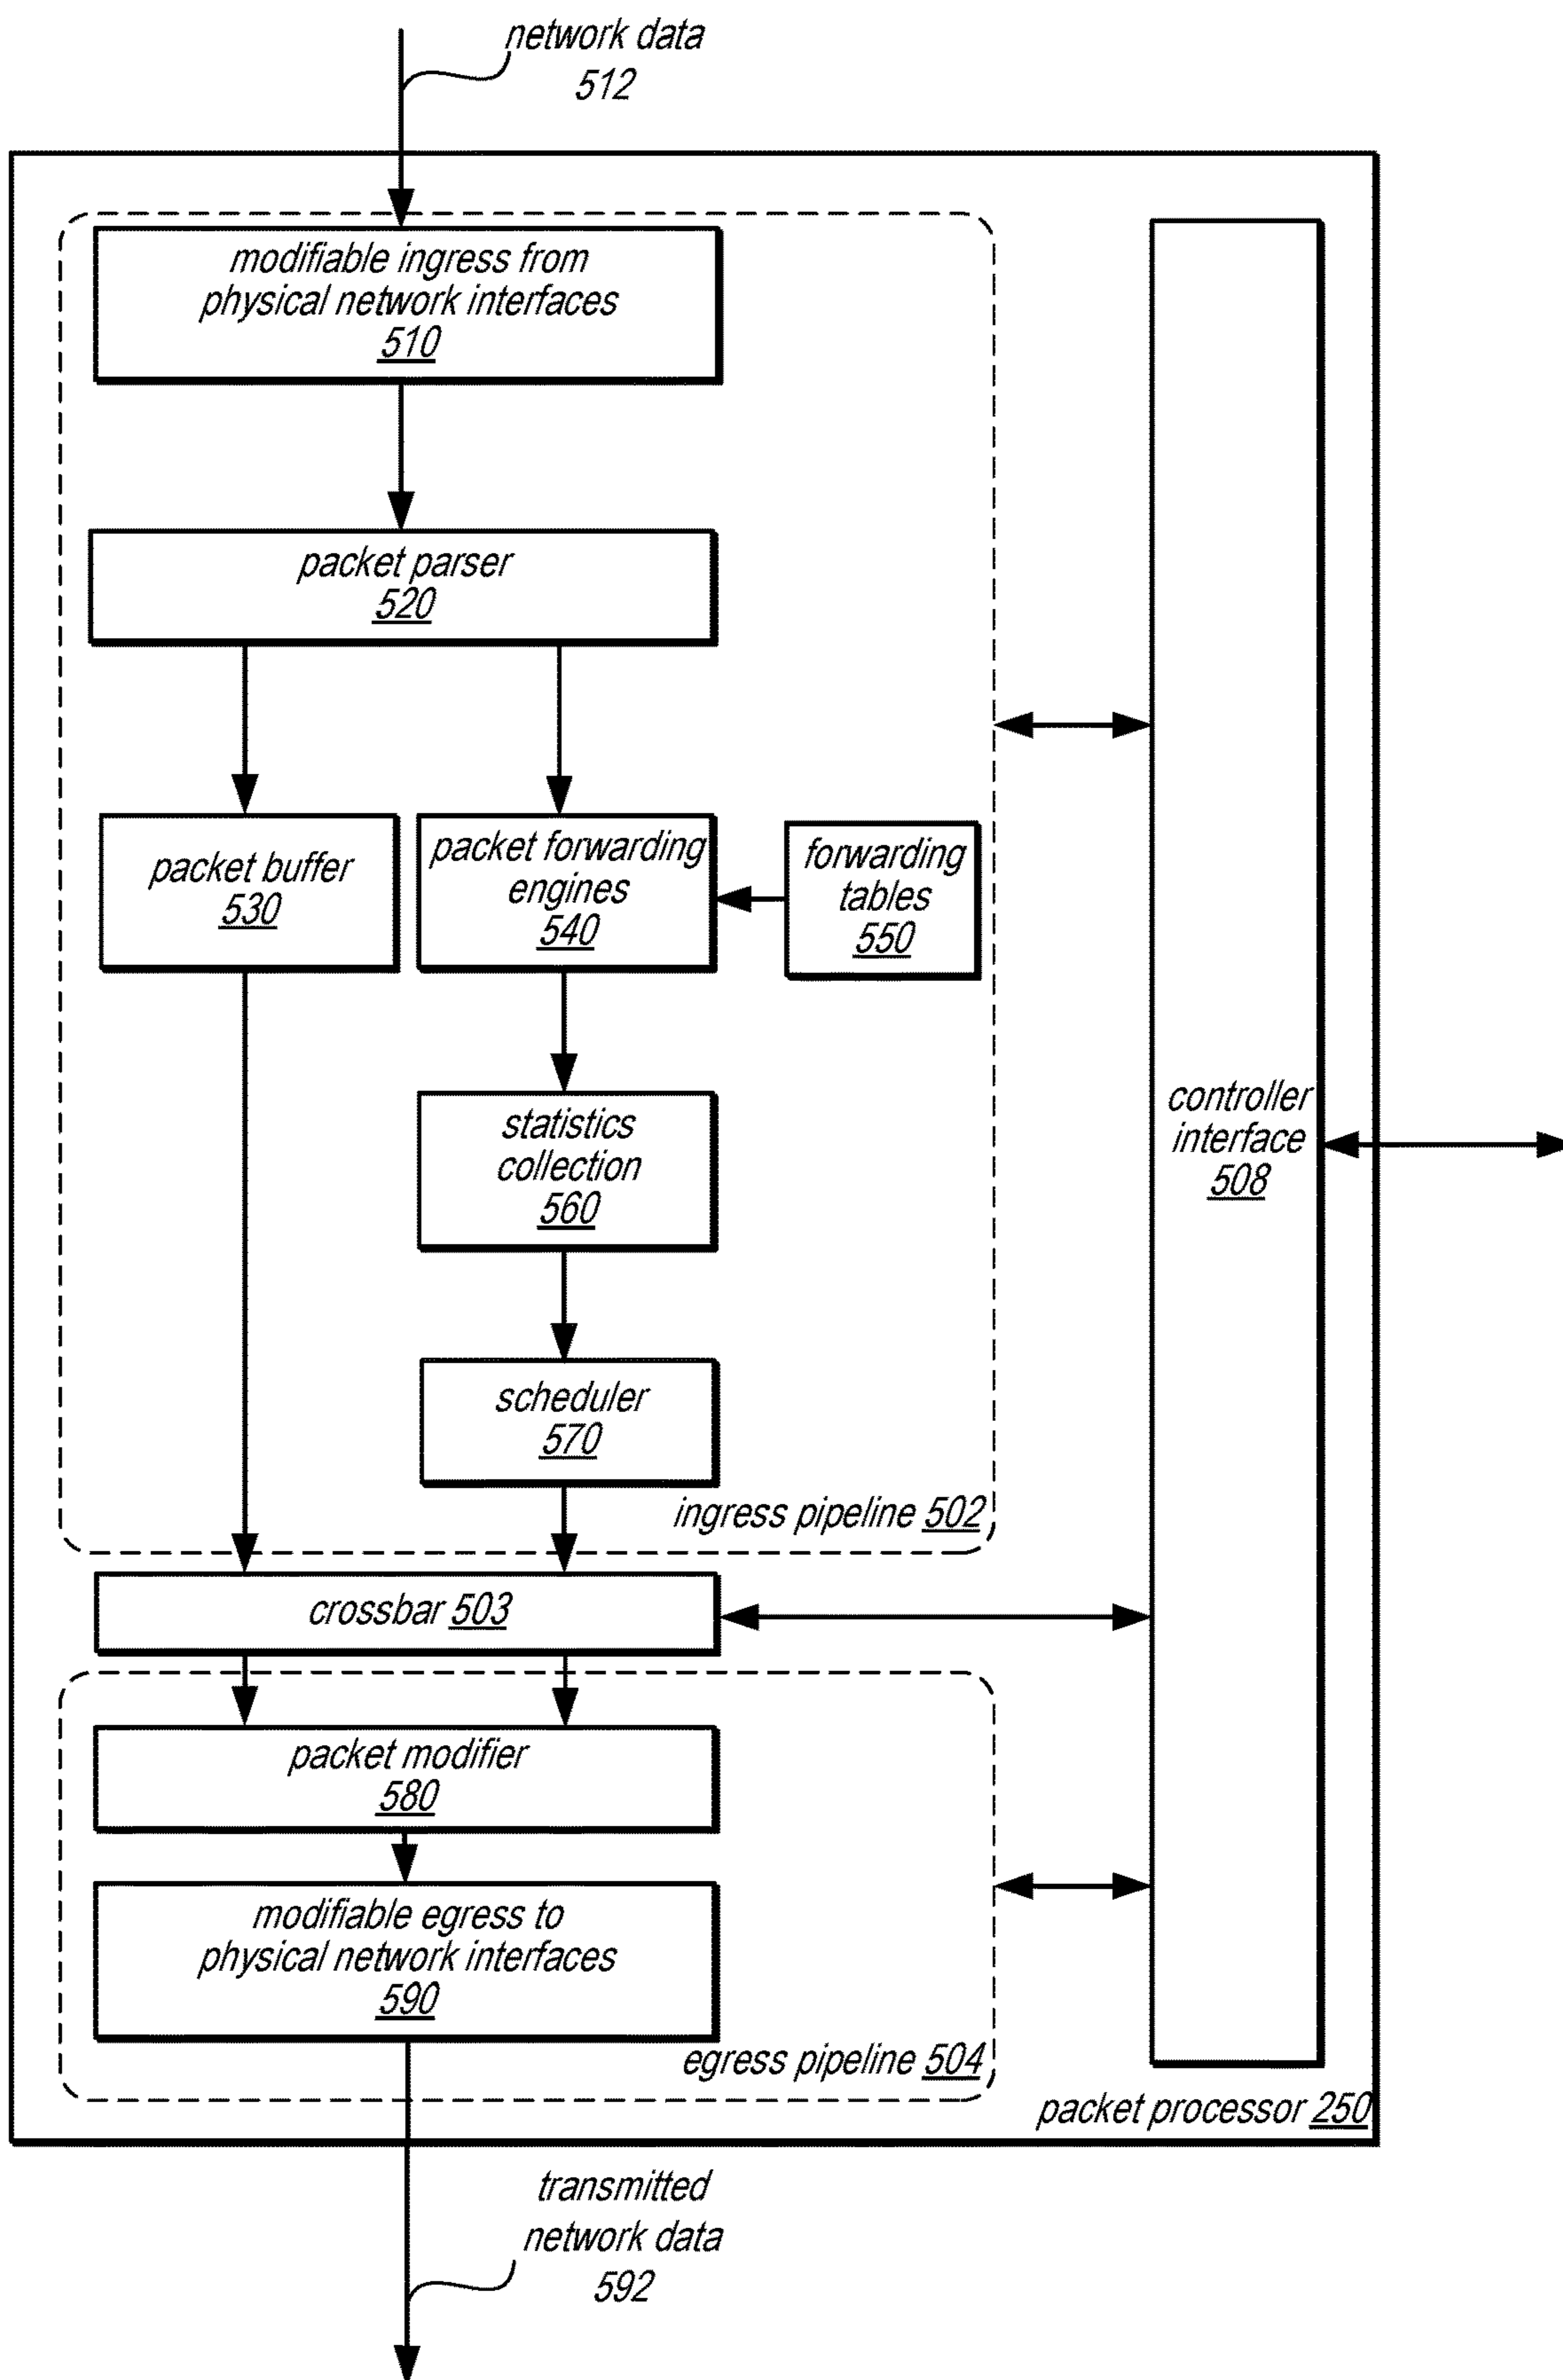 network data
512
modifiable ingress from
physical network interfaces
510
packet parser
520
packet buffer
530
packet forwarding
engines
540
forwarding
tables
550
statistics
collection
560
controller
interface
508
scheduler
570
ingress pipeline 502
crossbar 503
packet modifier
580
modifiable egress to
physical network interfaces
590
egress pipeline 504
packet processor 250
transmitted
network data
592